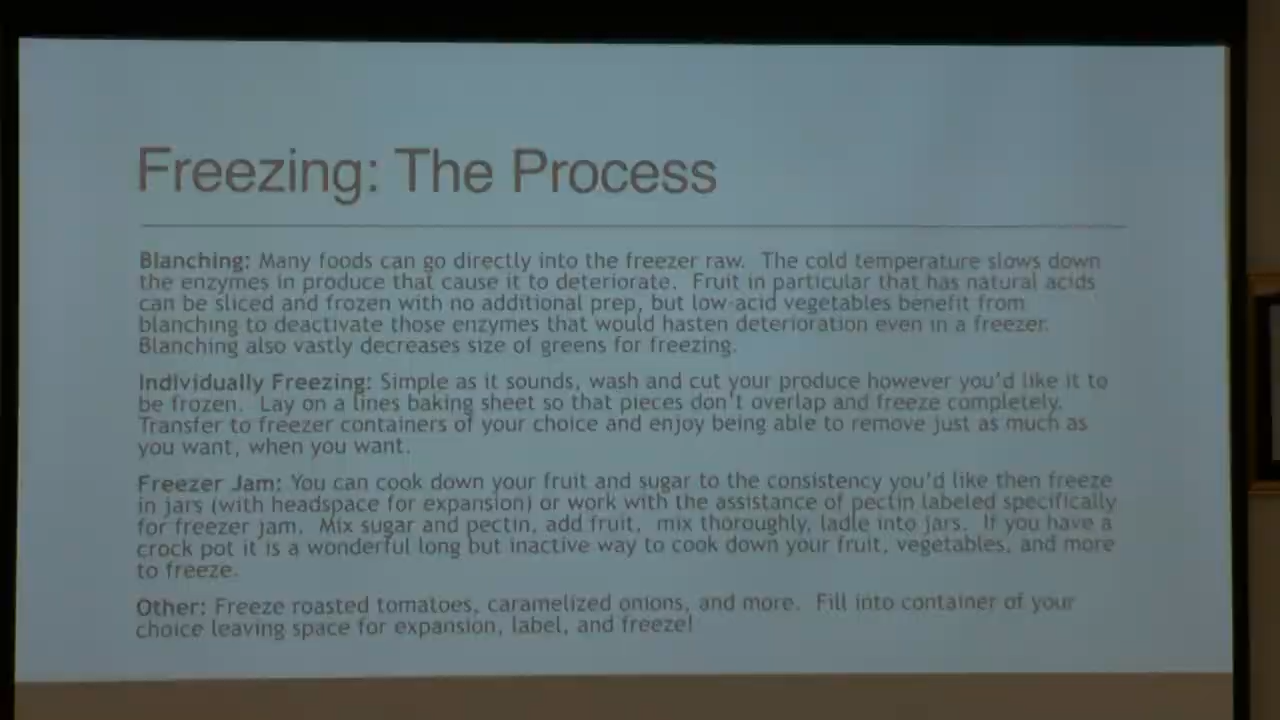 Freezing: The Process
Blanching: Many foods can go directly into the freezer raw. The cold temperature slows down
the enzymes in produce that cause it to deteriorate. Fruit in particular that has natural acids
can be sliced and frozen with no additional prep, but low-acid vegetables benefit from
blanching to deactivate those enzymes that would hasten deterioration even in a freezer.
Blanching also vastly decreases size of greens for freezing.
Individually Freezing: Simple as it sounds, wash and cut your produce however you'd like it to
be frozen. Lay on a lines baking sheet so that pieces don't overlap and freeze completely.
Transfer to freezer containers of your choice and enjoy being able to remove just as much as
you want, when you want.
Freezer Jam: You can cook down your fruit and sugar to the consistency you'd like then freeze
in jars (with headspace for expansion) or work with the assistance of pectin labeled specifically
for freezer jam. Mix sugar and pectin, add fruit, mix thoroughly, ladle into jars. If you have a
crock pot it is a wonderful long but inactive way to cook down your fruit, vegetables, and more
to freeze.
Other: Freeze roasted tomatoes, caramelized onions, and more. Fill into container of your
choice leaving space for expansion, label, and freeze!